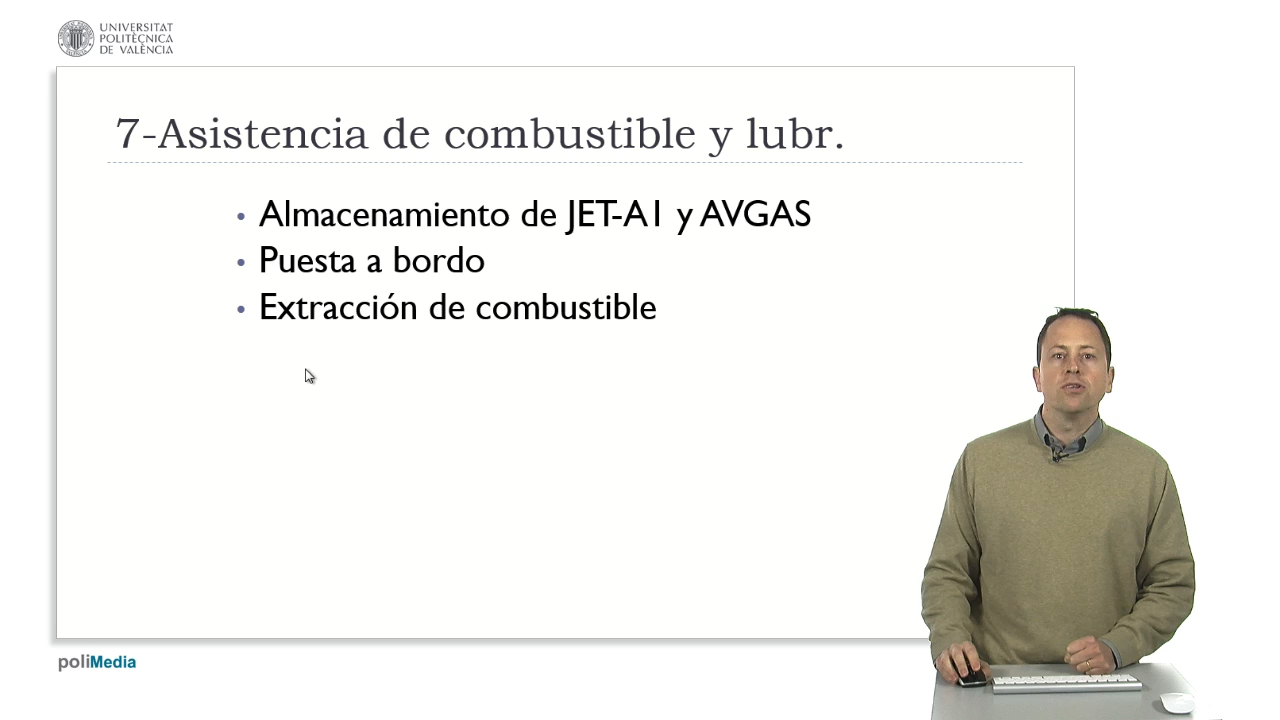 UNIVERSITAT
POLITÈCNICA
DE VALÈNCIA
7-Asistencia de combustible y lubr.
• Almacenamiento de JET-A1 y AVGAS
• Puesta a bordo
• Extracción de combustible
poliMedia